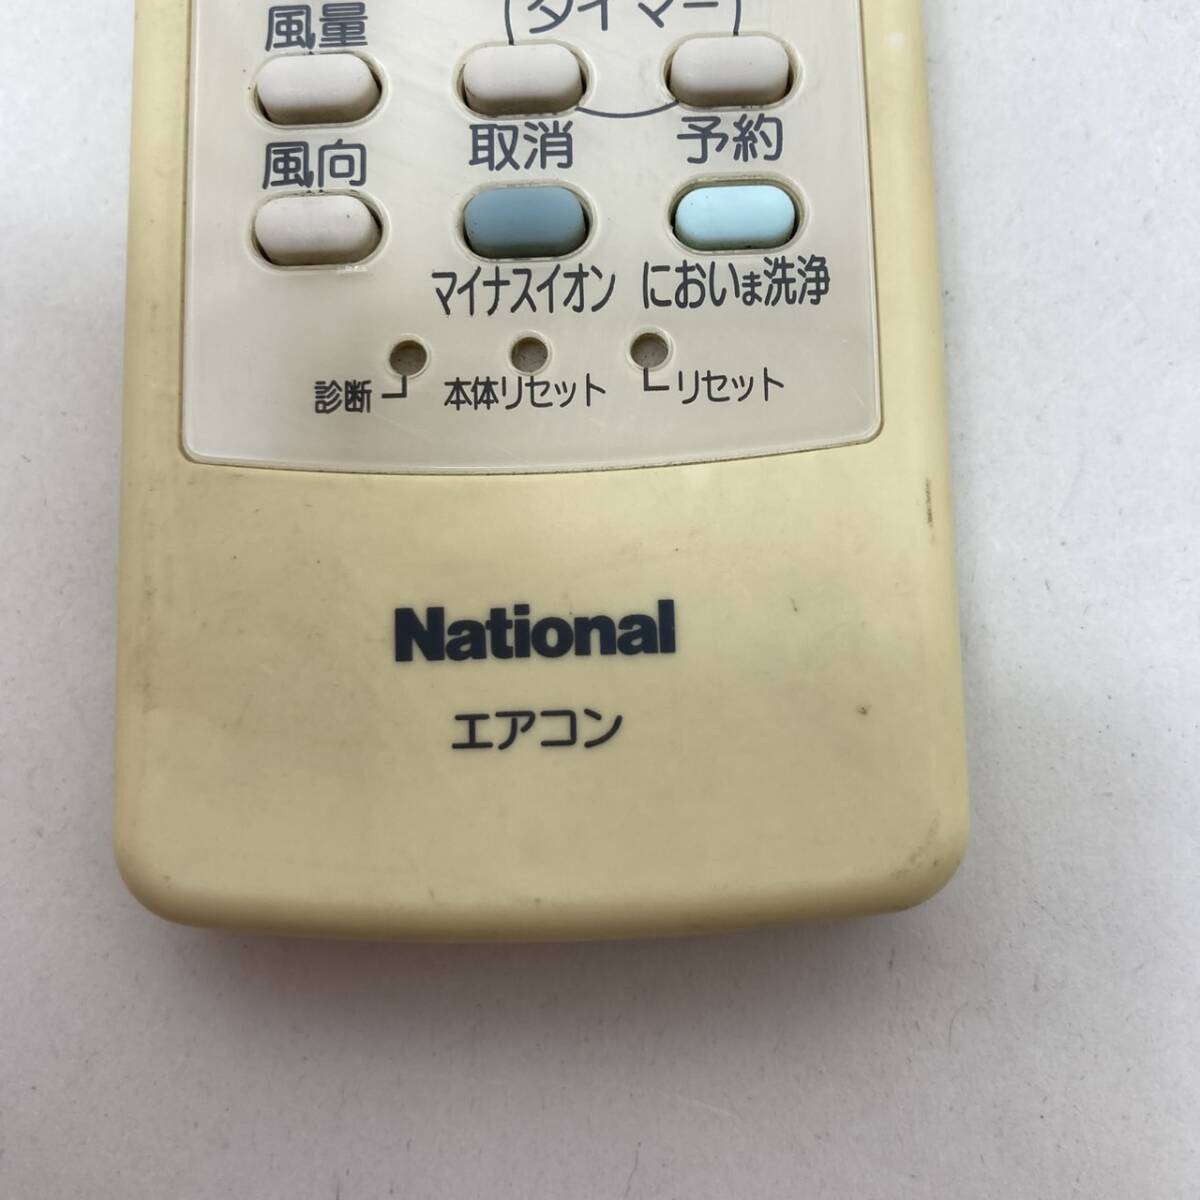 風量
タイマー
風向
取消
予約
マイナスイオン
においま洗浄
診断
本体リセット
リセット
National
エアコン